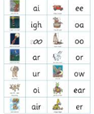 ai ee
igh oa
oo oo
ar or
ur ow
oi ear
air er